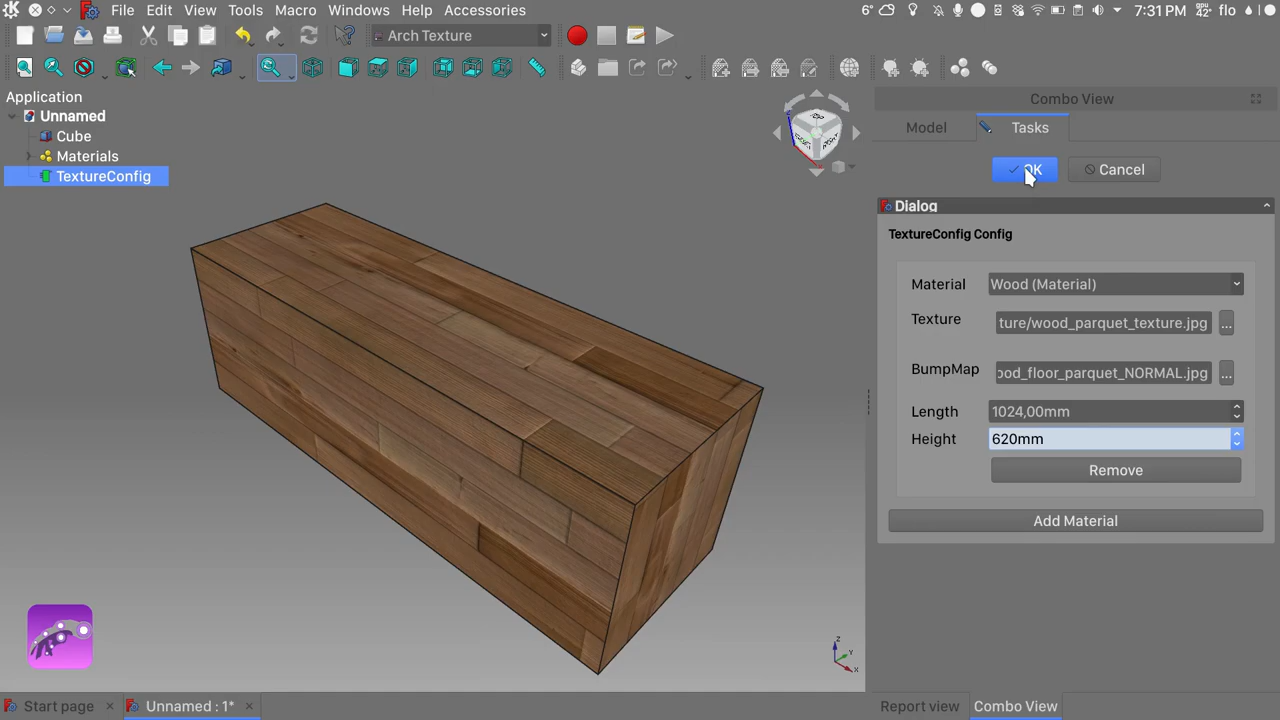 File Edit View Tools Macro Windows Help Accessories
6° 7:31 PM 42° flo
Arch Texture
Application
Unnamed
Cube
Materials
TextureConfig
Combo View
Model Tasks
OK Cancel
Dialog
TextureConfig Config
Material Wood (Material)
Texture ture/wood_parquet_texture.jpg ...
BumpMap ood_floor_parquet_NORMAL.jpg ...
Length 1024,00mm
Height 620mm
Remove
Add Material
Z
Y
X
Start page × Unnamed : 1* ×
Report view Combo View